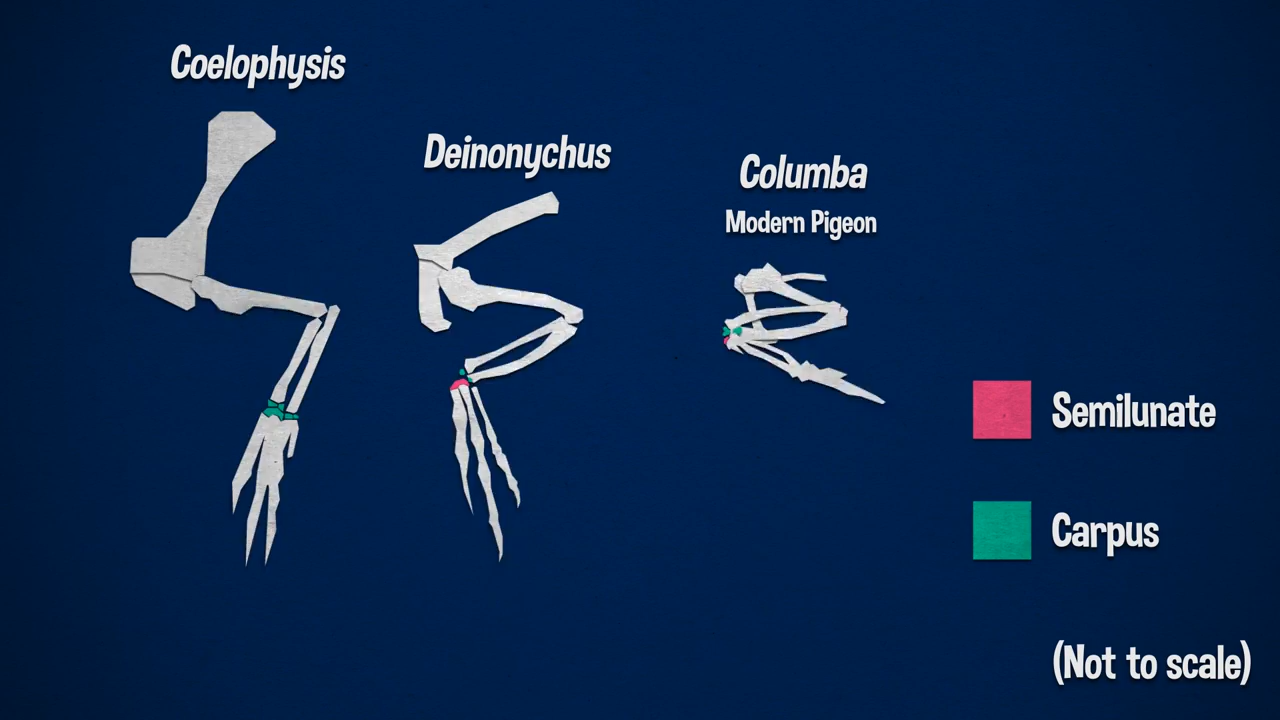 Coelophysis
Deinonychus
Columba
Modern Pigeon
Semilunate
Carpus
(Not to scale)